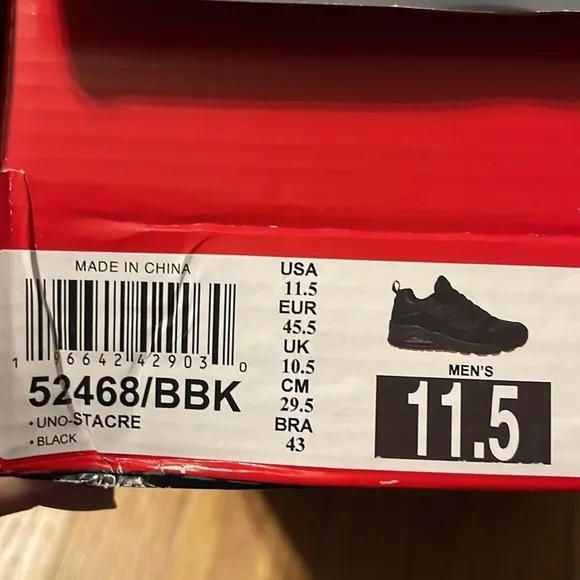 MADE IN CHINA
1 96642 42903 0
52468/BBK
• UNO-STACRE
• BLACK
USA
11.5
EUR
45.5
UK
10.5
CM
29.5
BRA
43
MEN'S
11.5